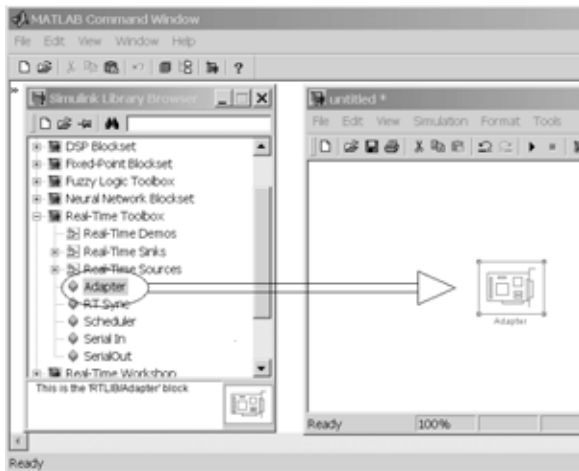 MATLAB Command Window
File Edit View Window Help
Simulink Library Browser
DSP Blockset
Fixed-Point Blockset
Fuzzy Logic Toolbox
Neural Network Blockset
Real-Time Toolbox
Real-Time Demos
Real-Time Sinks
Real-Time Sources
Adapter
RT Sync
Scheduler
Serial In
SerialOut
Real-Time Workshop
This is the 'RTLIB/Adapter' block
untitled *
File Edit View Simulation Format Tools
Adapter
Ready 100%
Ready